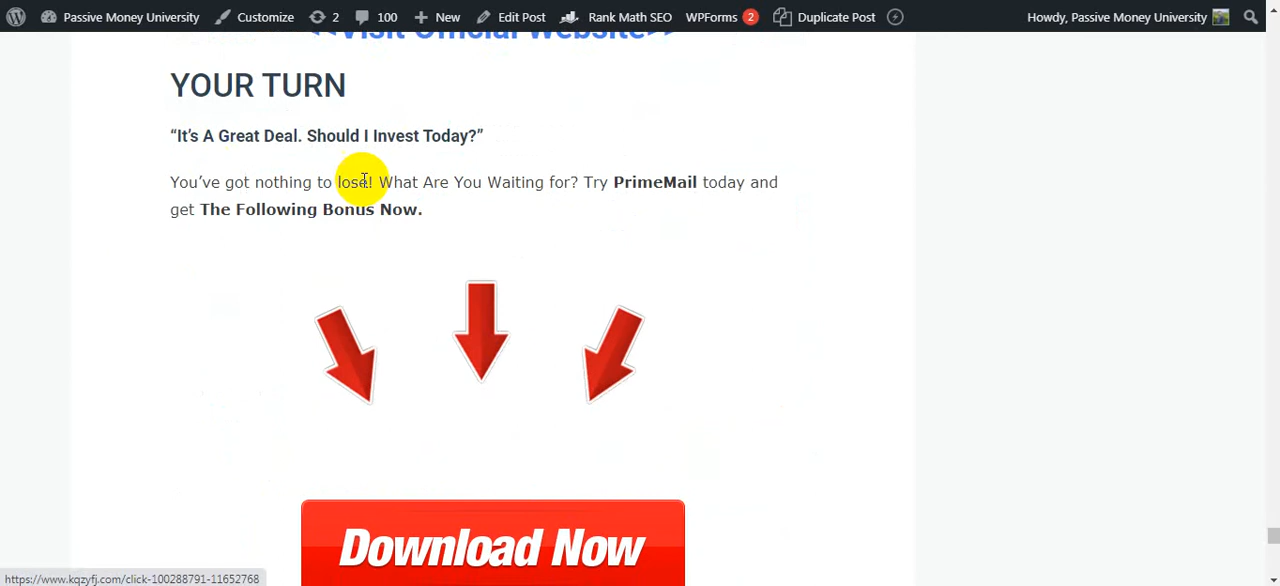 Passive Money University Customize 2 100 New Edit Post Rank Math SEO WPForms 2 Duplicate Post Howdy, Passive Money University
<<Visit Official Website>>
YOUR TURN
“It’s A Great Deal. Should I Invest Today?”
You’ve got nothing to lose! What Are You Waiting for? Try PrimeMail today and
get The Following Bonus Now.
Download Now
https://www.kqzyfj.com/click-100288791-11652768